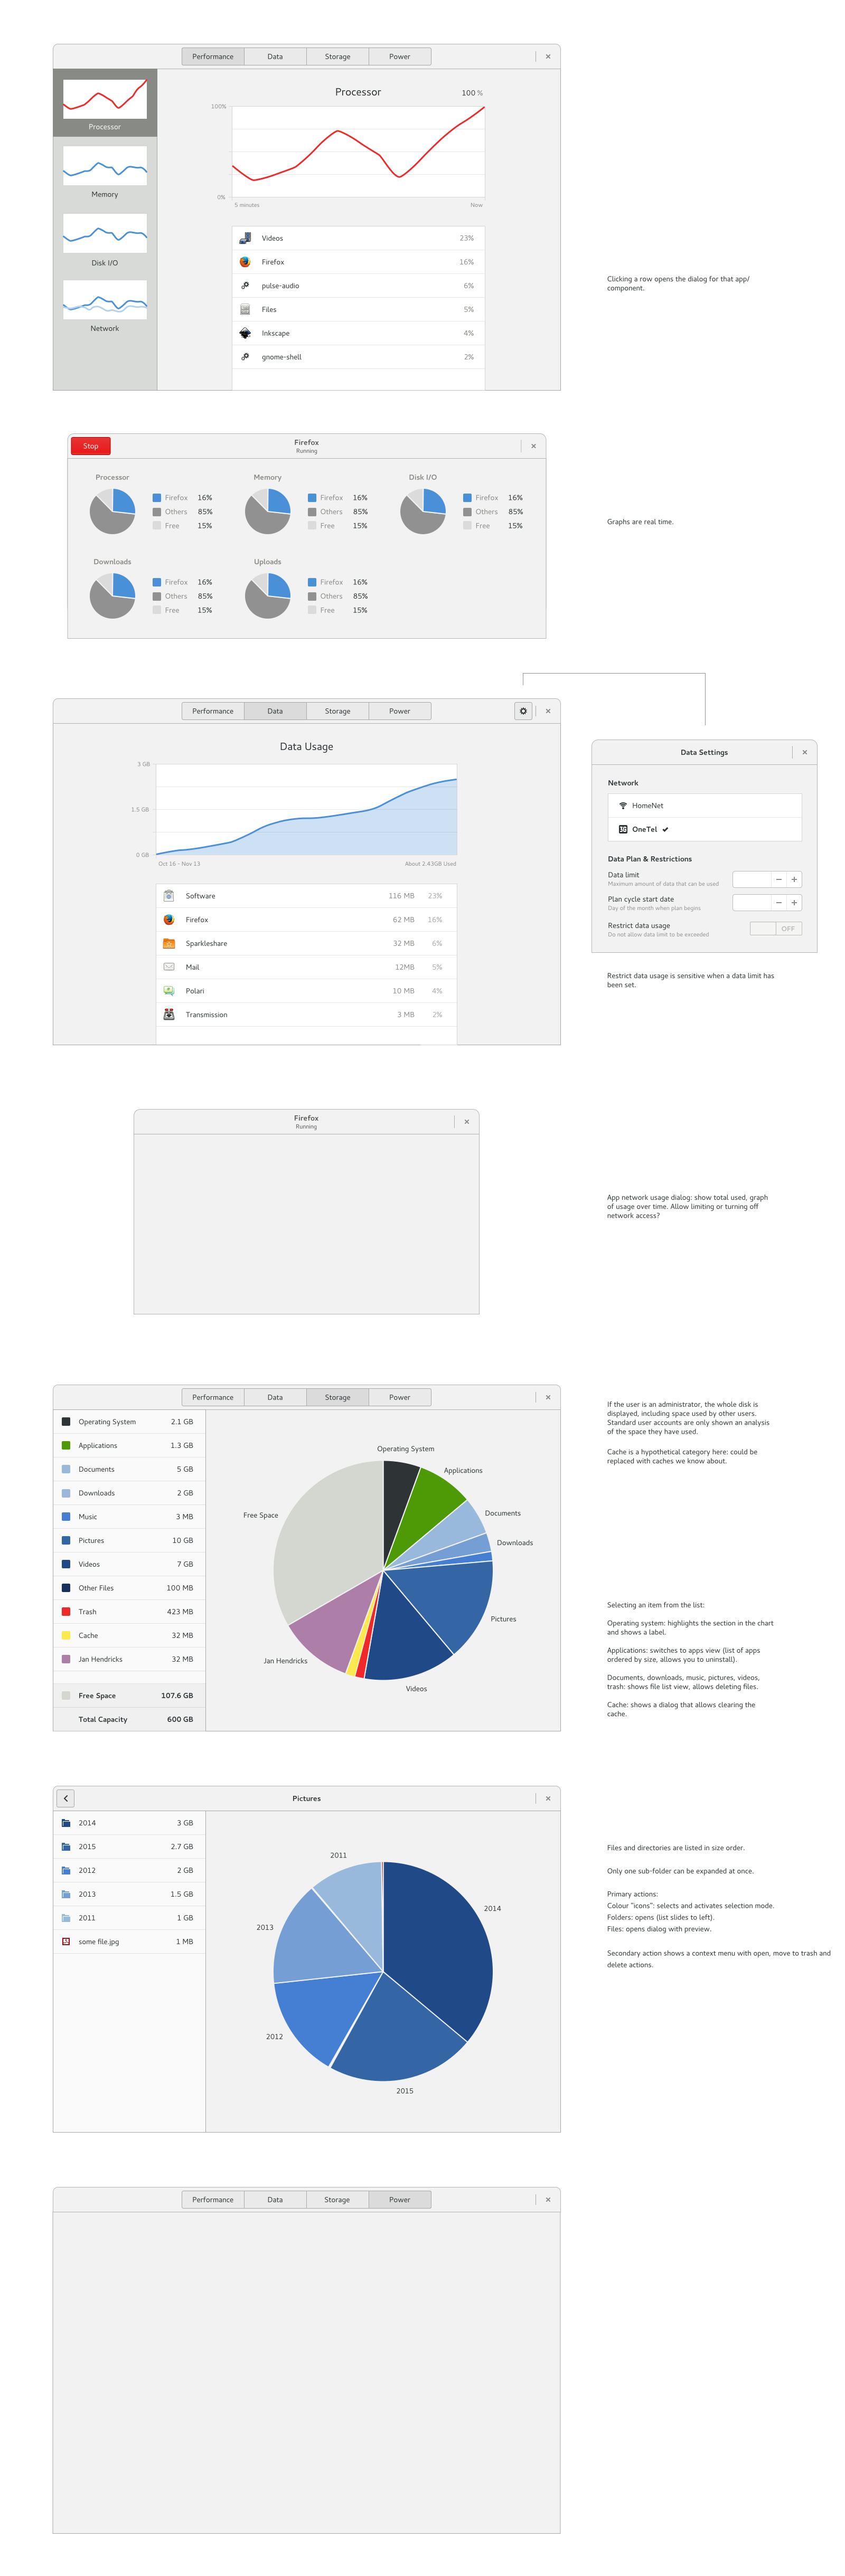 Performance Data Storage Power
Processor
Memory
Disk I/O
Network
Processor 100 %
100%
0%
5 minutes Now
Videos 23%
Firefox 16%
pulse-audio 6%
Files 5%
Inkscape 4%
gnome-shell 2%
Clicking a row opens the dialog for that app/
component.
Stop
Firefox
Running
Processor
Firefox 16%
Others 85%
Free 15%
Memory
Firefox 16%
Others 85%
Free 15%
Disk I/O
Firefox 16%
Others 85%
Free 15%
Downloads
Firefox 16%
Others 85%
Free 15%
Uploads
Firefox 16%
Others 85%
Free 15%
Graphs are real time.
Performance Data Storage Power
Data Usage
3 GB
1.5 GB
0 GB
Oct 16 - Nov 13 About 2.43GB Used
Software 116 MB 23%
Firefox 62 MB 16%
Sparkleshare 32 MB 6%
Mail 12MB 5%
Polari 10 MB 4%
Transmission 3 MB 2%
Data Settings
Network
HomeNet
3G OneTel
Data Plan & Restrictions
Data limit
Maximum amount of data that can be used
Plan cycle start date
Day of the month when plan begins
Restrict data usage
Do not allow data limit to be exceeded
OFF
Restrict data usage is sensitive when a data limit has
been set.
Firefox
Running
App network usage dialog: show total used, graph
of usage over time. Allow limiting or turning off
network access?
Performance Data Storage Power
Operating System 2.1 GB
Applications 1.3 GB
Documents 5 GB
Downloads 2 GB
Music 3 MB
Pictures 10 GB
Videos 7 GB
Other Files 100 MB
Trash 423 MB
Cache 32 MB
Jan Hendricks 32 MB
Free Space 107.6 GB
Total Capacity 600 GB
Operating System
Applications
Documents
Downloads
Pictures
Videos
Jan Hendricks
Free Space
If the user is an administrator, the whole disk is
displayed, including space used by other users.
Standard user accounts are only shown an analysis
of the space they have used.
Cache is a hypothetical category here: could be
replaced with caches we know about.
Selecting an item from the list:
Operating system: highlights the section in the chart
and shows a label.
Applications: switches to apps view (list of apps
ordered by size, allows you to uninstall).
Documents, downloads, music, pictures, videos,
trash: shows file list view, allows deleting files.
Cache: shows a dialog that allows clearing the
cache.
Pictures
2014 3 GB
2015 2.7 GB
2012 2 GB
2013 1.5 GB
2011 1 GB
some file.jpg 1 MB
2011
2014
2013
2012
2015
Files and directories are listed in size order.
Only one sub-folder can be expanded at once.
Primary actions:
Colour "icons": selects and activates selection mode.
Folders: opens (list slides to left).
Files: opens dialog with preview.
Secondary action shows a context menu with open, move to trash and
delete actions.
Performance Data Storage Power